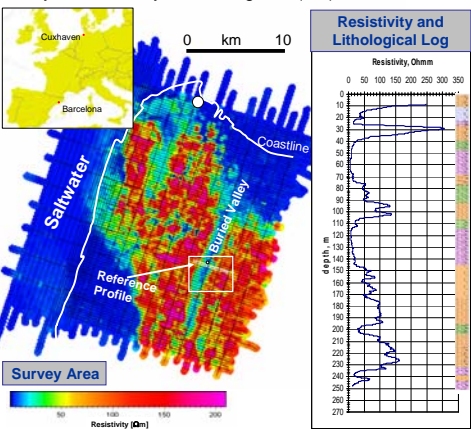 Cuxhaven
Barcelona
0 km 10
Coastline
Saltwater
Buried Valley
Reference
Profile
Survey Area
50 100 150 200
Resistivity [Ωm]
Resistivity and
Lithological Log
Resistivity, Ohmm
0 50 100 150 200 250 300 350
depth, m
0
10
20
30
40
50
60
70
80
90
100
110
120
130
140
150
160
170
180
190
200
210
220
230
240
250
260
270